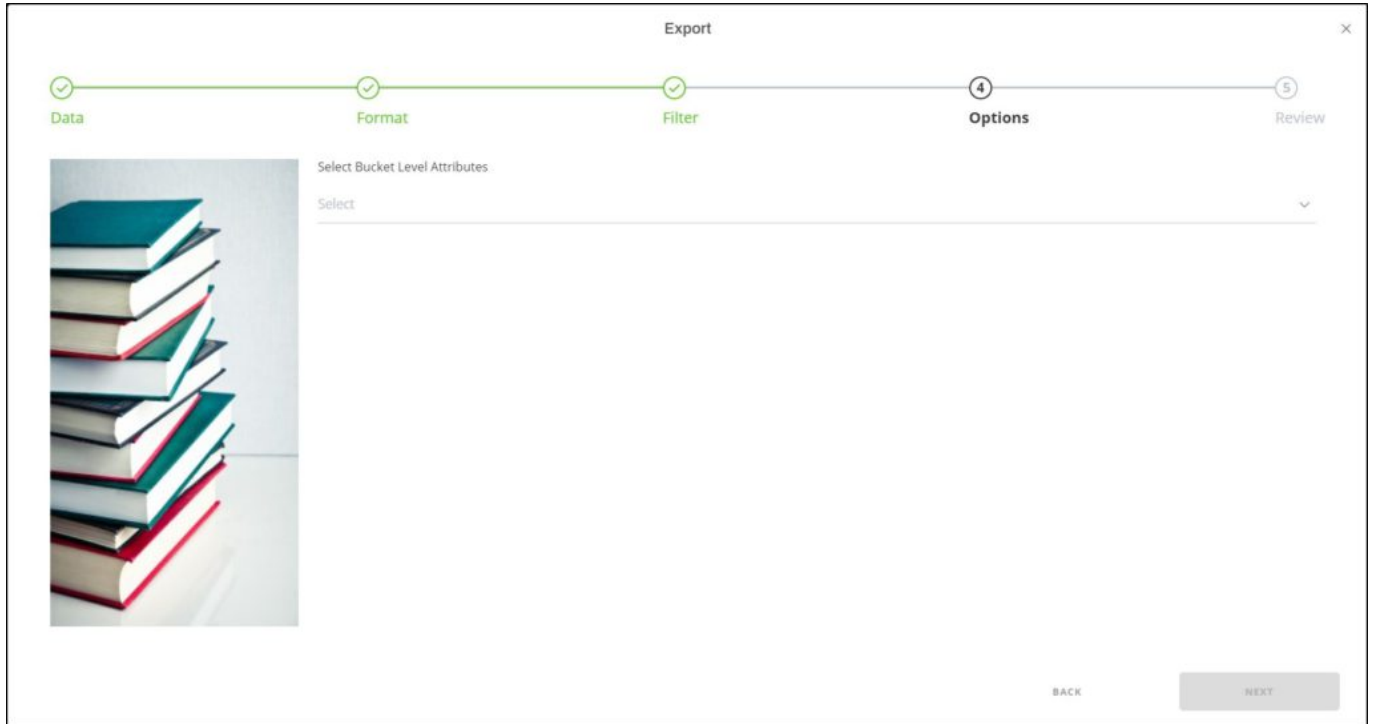 Export
4
5
Data
Format
Filter
Options
Review
Select Bucket Level Attributes
Select
BACK
NEXT